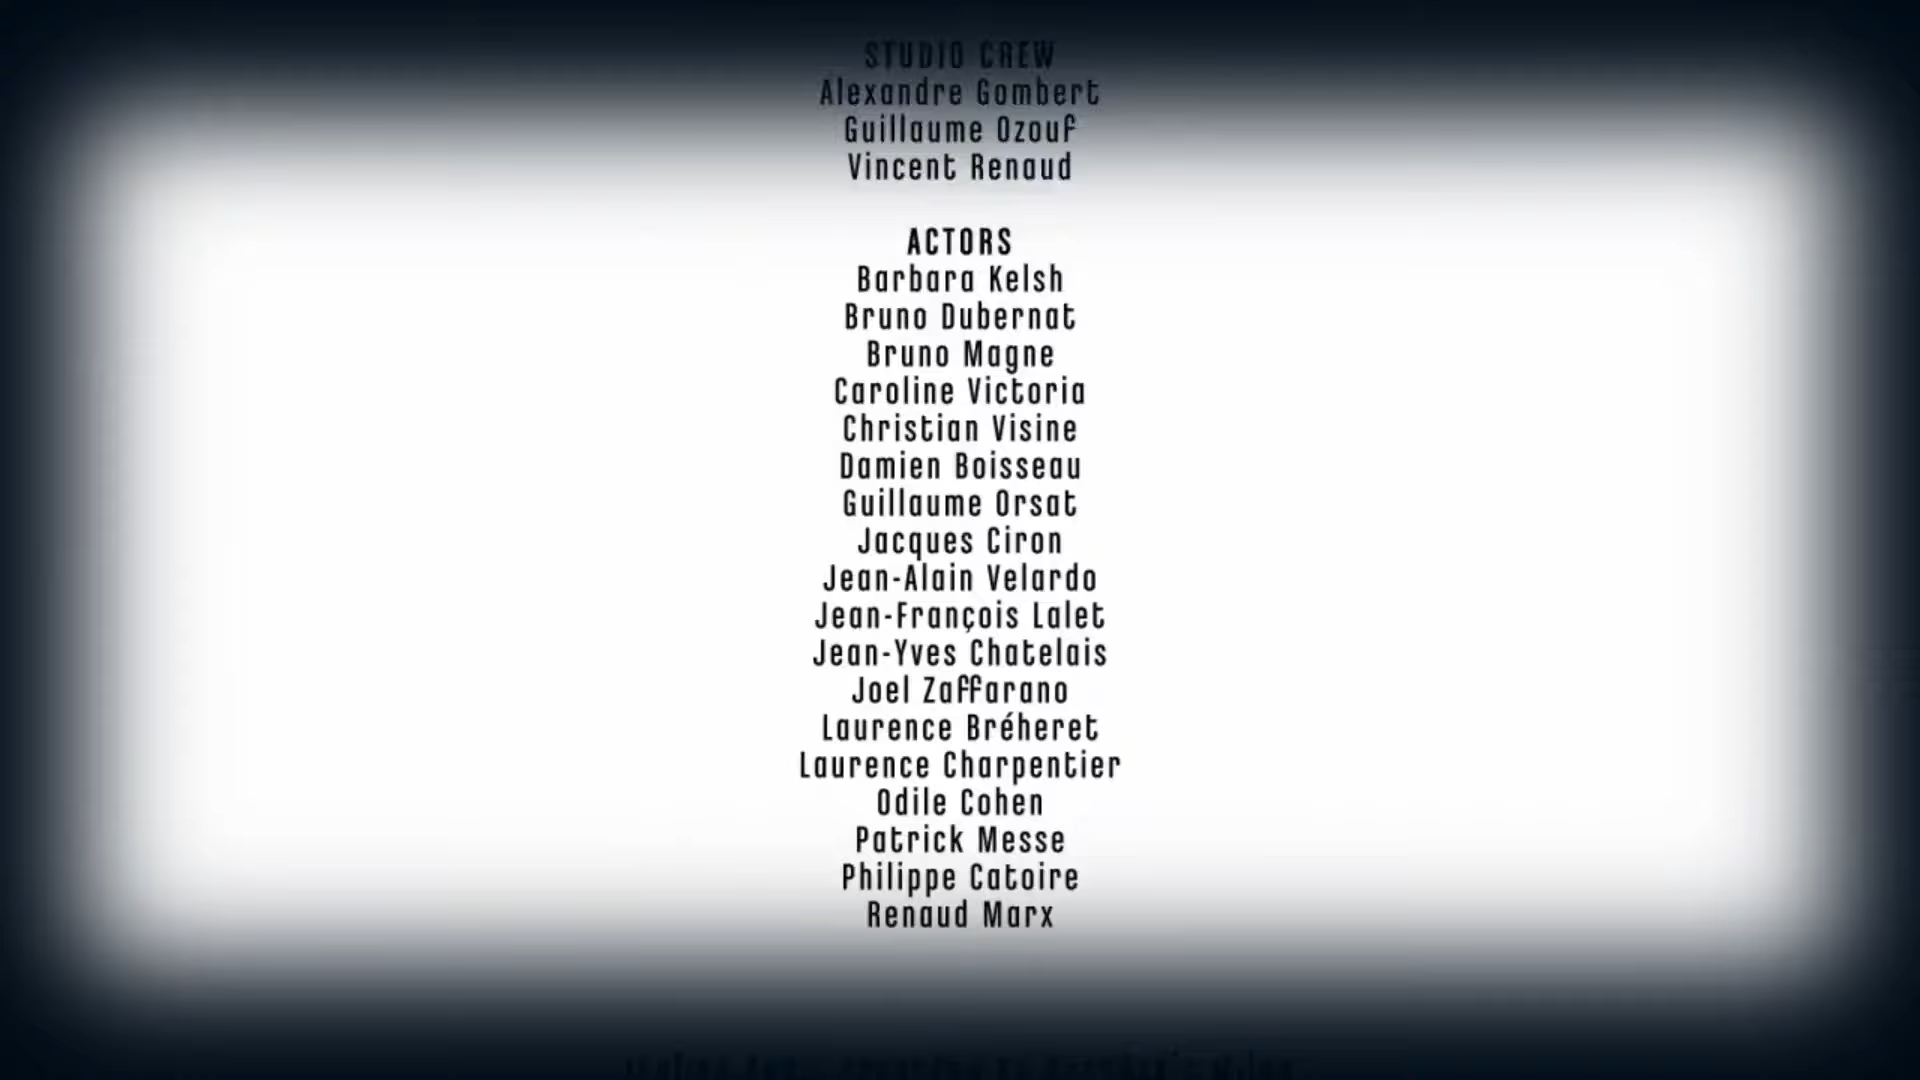 STUDIO CREW
Alexandre Gombert
Guillaume Ozouf
Vincent Renaud
ACTORS
Barbara Kelsh
Bruno Dubernat
Bruno Magne
Caroline Victoria
Christian Visine
Damien Boisseau
Guillaume Orsat
Jacques Ciron
Jean-Alain Velardo
Jean-François Lalet
Jean-Yves Chatelais
Joel Zaffarano
Laurence Bréheret
Laurence Charpentier
Odile Cohen
Patrick Messe
Philippe Catoire
Renaud Marx